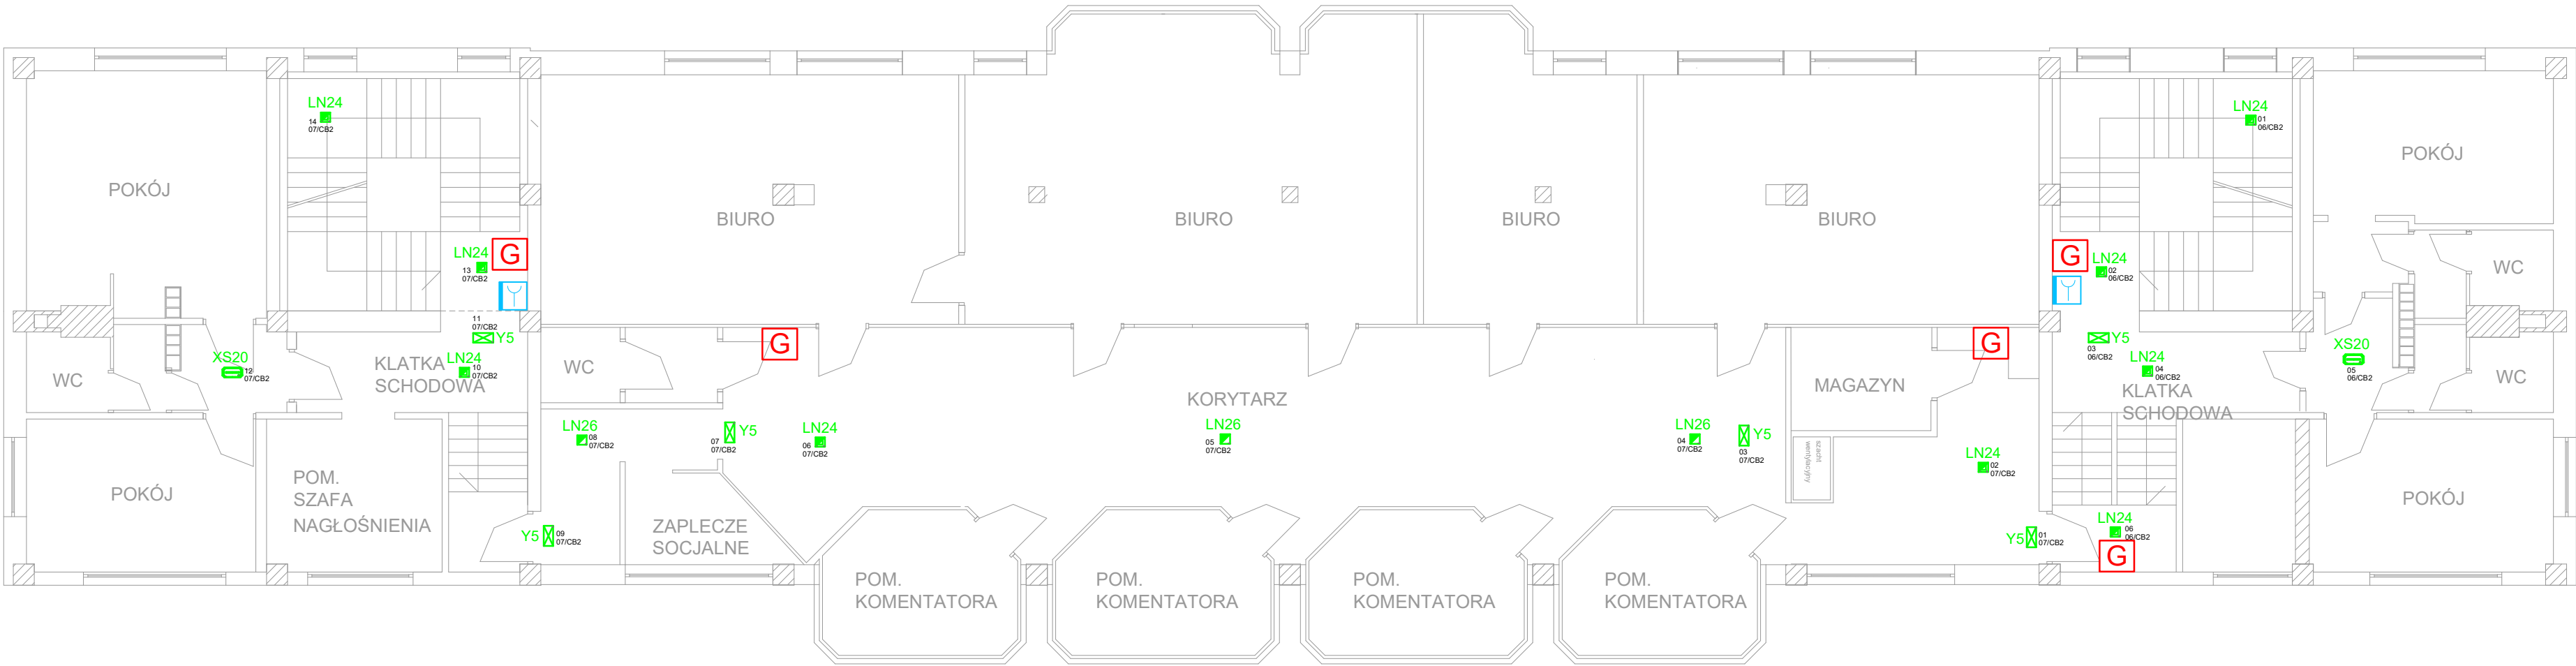 LN24
14
07/CB2
POKÓJ
LN24
13
07/CB2
G
11
07/CB2
Y5
XS20
12
07/CB2
WC
KLATKA
SCHODOWA
LN24
10
07/CB2
POKÓJ
POM.
SZAFA
NAGŁOŚNIENIA
BIURO
BIURO
BIURO
BIURO
WC
G
LN26
08
07/CB2
07
07/CB2
Y5
LN24
06
07/CB2
Y5
09
07/CB2
ZAPLECZE
SOCJALNE
KORYTARZ
LN26
05
07/CB2
LN26
04
07/CB2
Y5
03
07/CB2
POM.
KOMENTATORA
POM.
KOMENTATORA
POM.
KOMENTATORA
POM.
KOMENTATORA
G
MAGAZYN
szacht
wentylacyjny
LN24
02
07/CB2
Y5
01
07/CB2
LN24
01
06/CB2
G
LN24
02
06/CB2
Y5
03
06/CB2
LN24
04
06/CB2
KLATKA
SCHODOWA
LN24
06
06/CB2
G
POKÓJ
WC
XS20
05
06/CB2
WC
POKÓJ